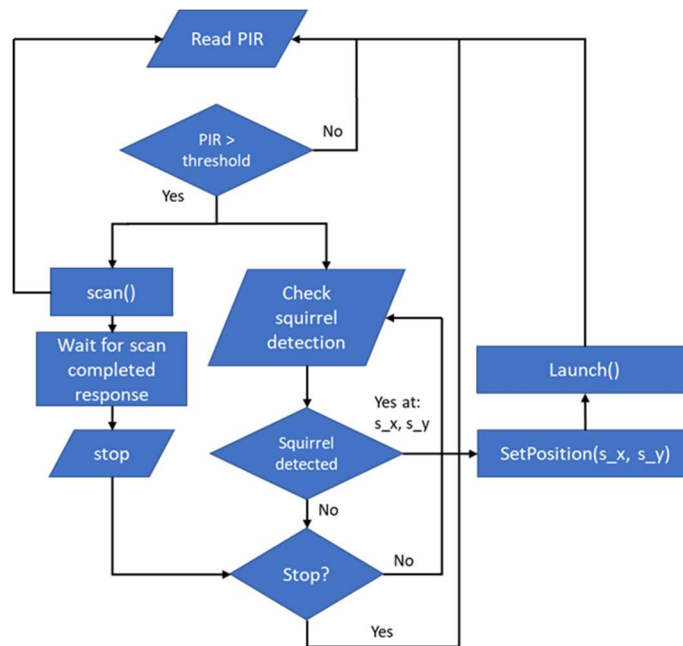 Read PIR
PIR >
threshold
No
Yes
scan()
Check
squirrel
detection
Wait for scan
completed
response
Launch()
Yes at:
s_x, s_y
stop
Squirrel
detected
SetPosition(s_x, s_y)
No
Stop?
No
Yes